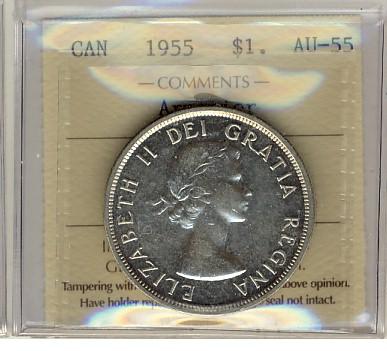 CAN 1955 $1. AU-55
— COMMENTS —
ELIZABETH II DEI GRATIA REGINA
Tampering with above opinion.
Have holder seal not intact.